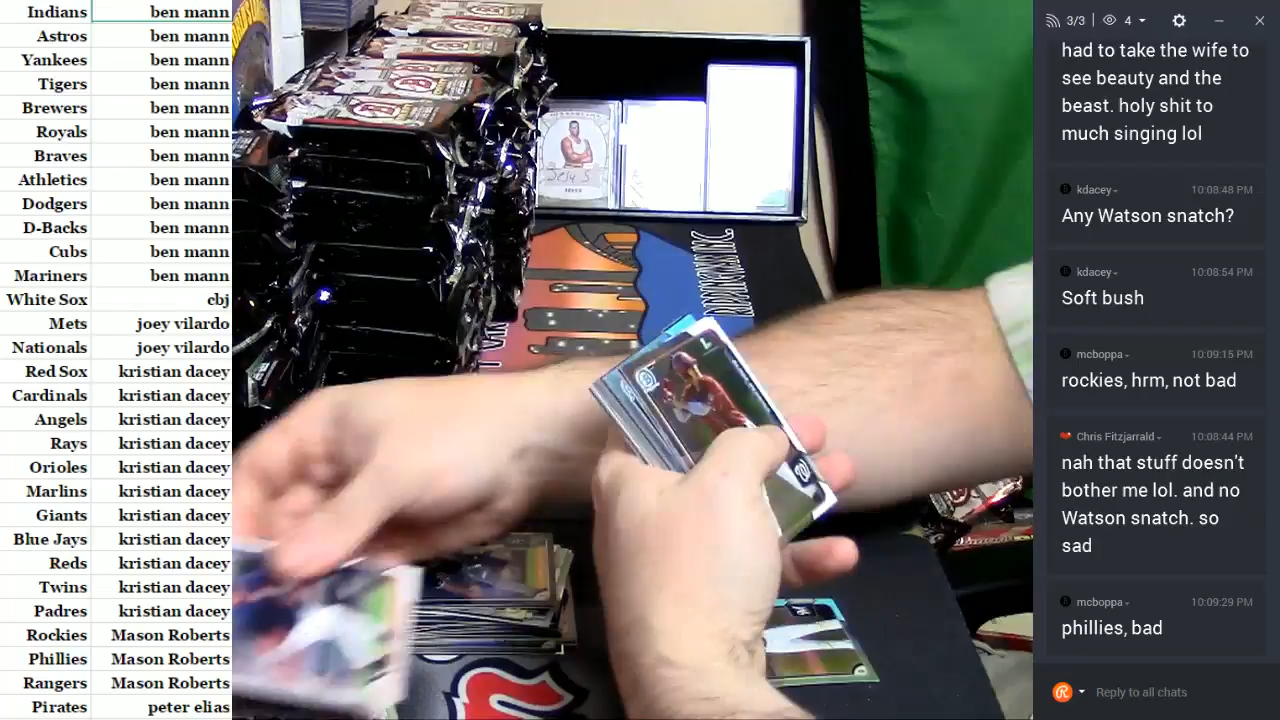 Indians ben mann
Astros ben mann
Yankees ben mann
Tigers ben mann
Brewers ben mann
Royals ben mann
Braves ben mann
Athletics ben mann
Dodgers ben mann
D-Backs ben mann
Cubs ben mann
Mariners ben mann
White Sox cbj
Mets joey vilardo
Nationals joey vilardo
Red Sox kristian dacey
Cardinals kristian dacey
Angels kristian dacey
Rays kristian dacey
Orioles kristian dacey
Marlins kristian dacey
Giants kristian dacey
Blue Jays kristian dacey
Reds kristian dacey
Twins kristian dacey
Padres kristian dacey
Rockies Mason Roberts
Phillies Mason Roberts
Rangers Mason Roberts
Pirates peter elias
3/3 4
had to take the wife to
see beauty and the
beast. holy shit to
much singing lol
kdacey 10:08:48 PM
Any Watson snatch?
kdacey 10:08:54 PM
Soft bush
mcboppa 10:09:15 PM
rockies, hrm, not bad
Chris Fitzjarrald 10:08:44 PM
nah that stuff doesn't
bother me lol. and no
Watson snatch. so
sad
mcboppa 10:09:29 PM
phillies, bad
Reply to all chats